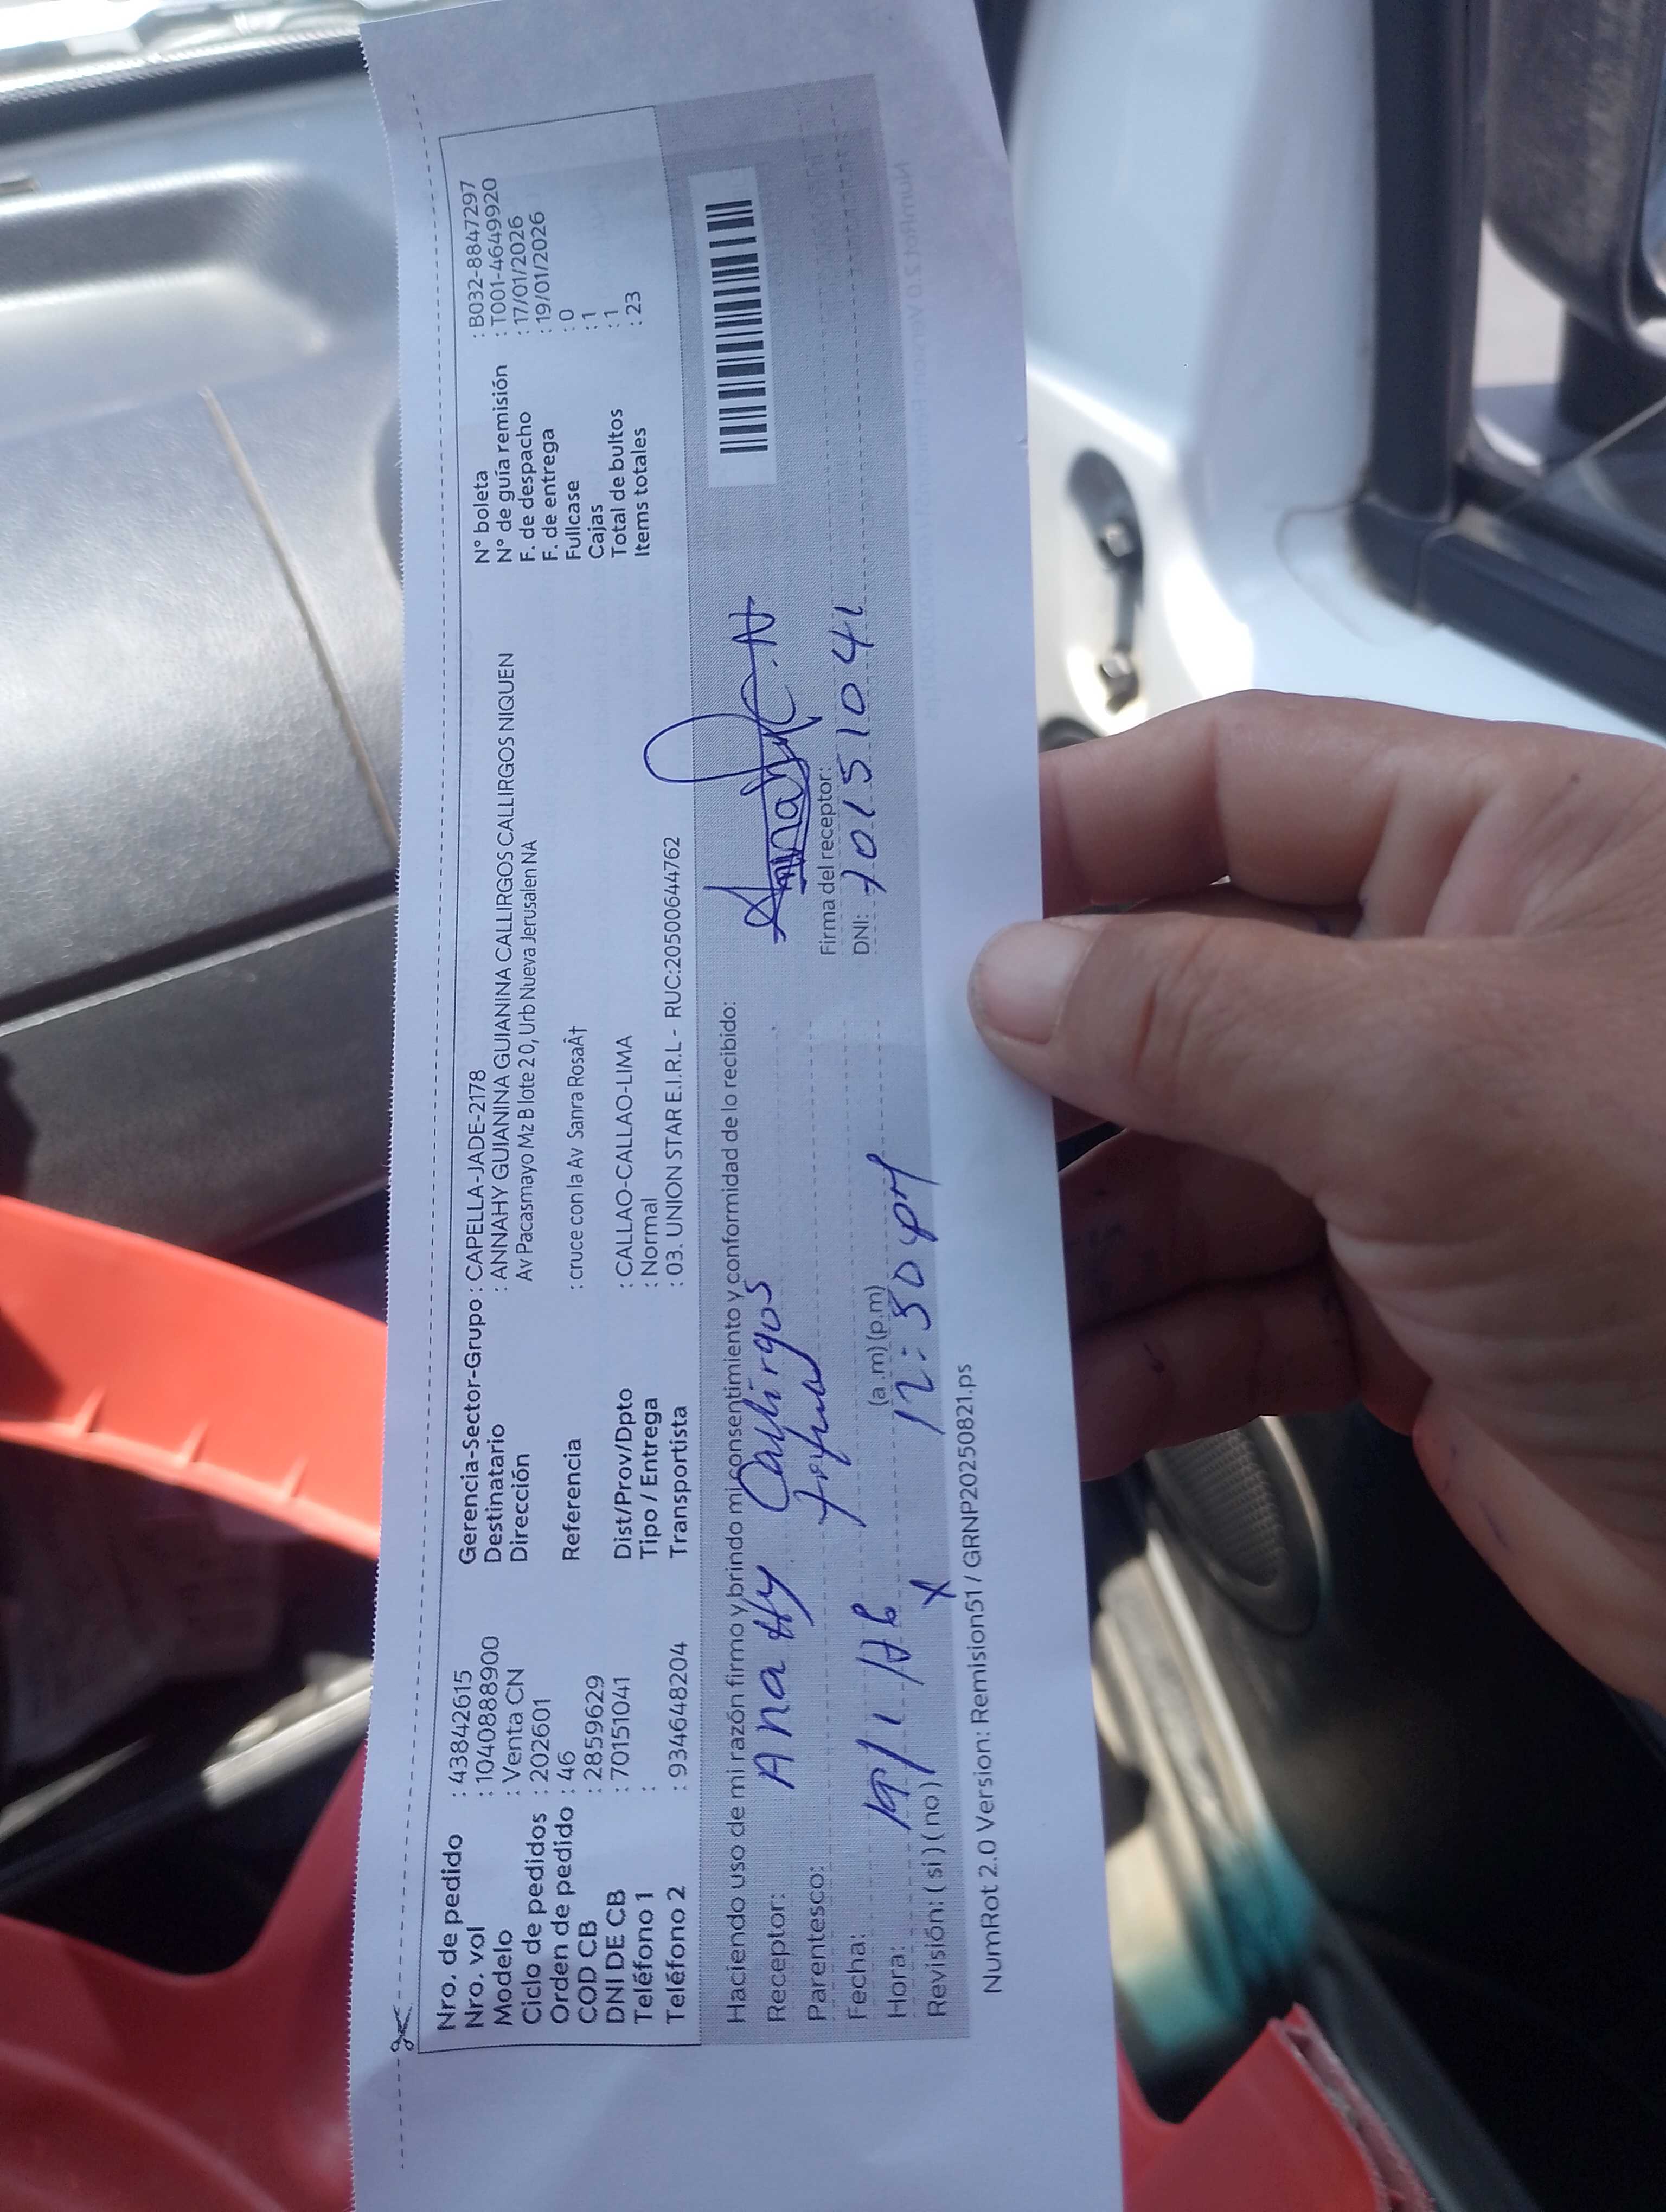 Nro. de pedido : 43842615
Nro. vol : 1040888900
Modelo : Venta CN
Ciclo de pedidos : 202601
Orden de pedido : 46
COD CB : 2859629
DNI DE CB : 70151041
Teléfono 1 :
Teléfono 2 : 934648204
Gerencia-Sector-Grupo : CAPELLA-JADE-2178
Destinatario : ANNAHY GUIANINA GUIANINA CALLIRGOS CALLIRGOS NIQUEN
Dirección Av Pacasmayo Mz B lote 20, Urb Nueva Jerusalen NA
Referencia : cruce con la Av Sanra RosaÂ†
Dist/Prov/Dpto : CALLAO-CALLAO-LIMA
Tipo / Entrega : Normal
Transportista : 03. UNION STAR E.I.R.L - RUC:20500644762
N° boleta : B032-8847297
N° de guía remisión : T001-4649920
F. de despacho : 17/01/2026
F. de entrega : 19/01/2026
Fullcase : 0
Cajas : 1
Total de bultos : 1
Items totales : 23
Haciendo uso de mi razón firmo y brindo mi consentimiento y conformidad de lo recibido:
Receptor: Ana Hy Callirgos
Parentesco:
Fecha: 19/1/26
Hora: (a.m) (p.m) 12:30 pm
Revisión: ( si ) ( no ) X
Firma del receptor:
DNI: 70151041
NumRot 2.0 Version: Remision51 / GRNP20250821.ps